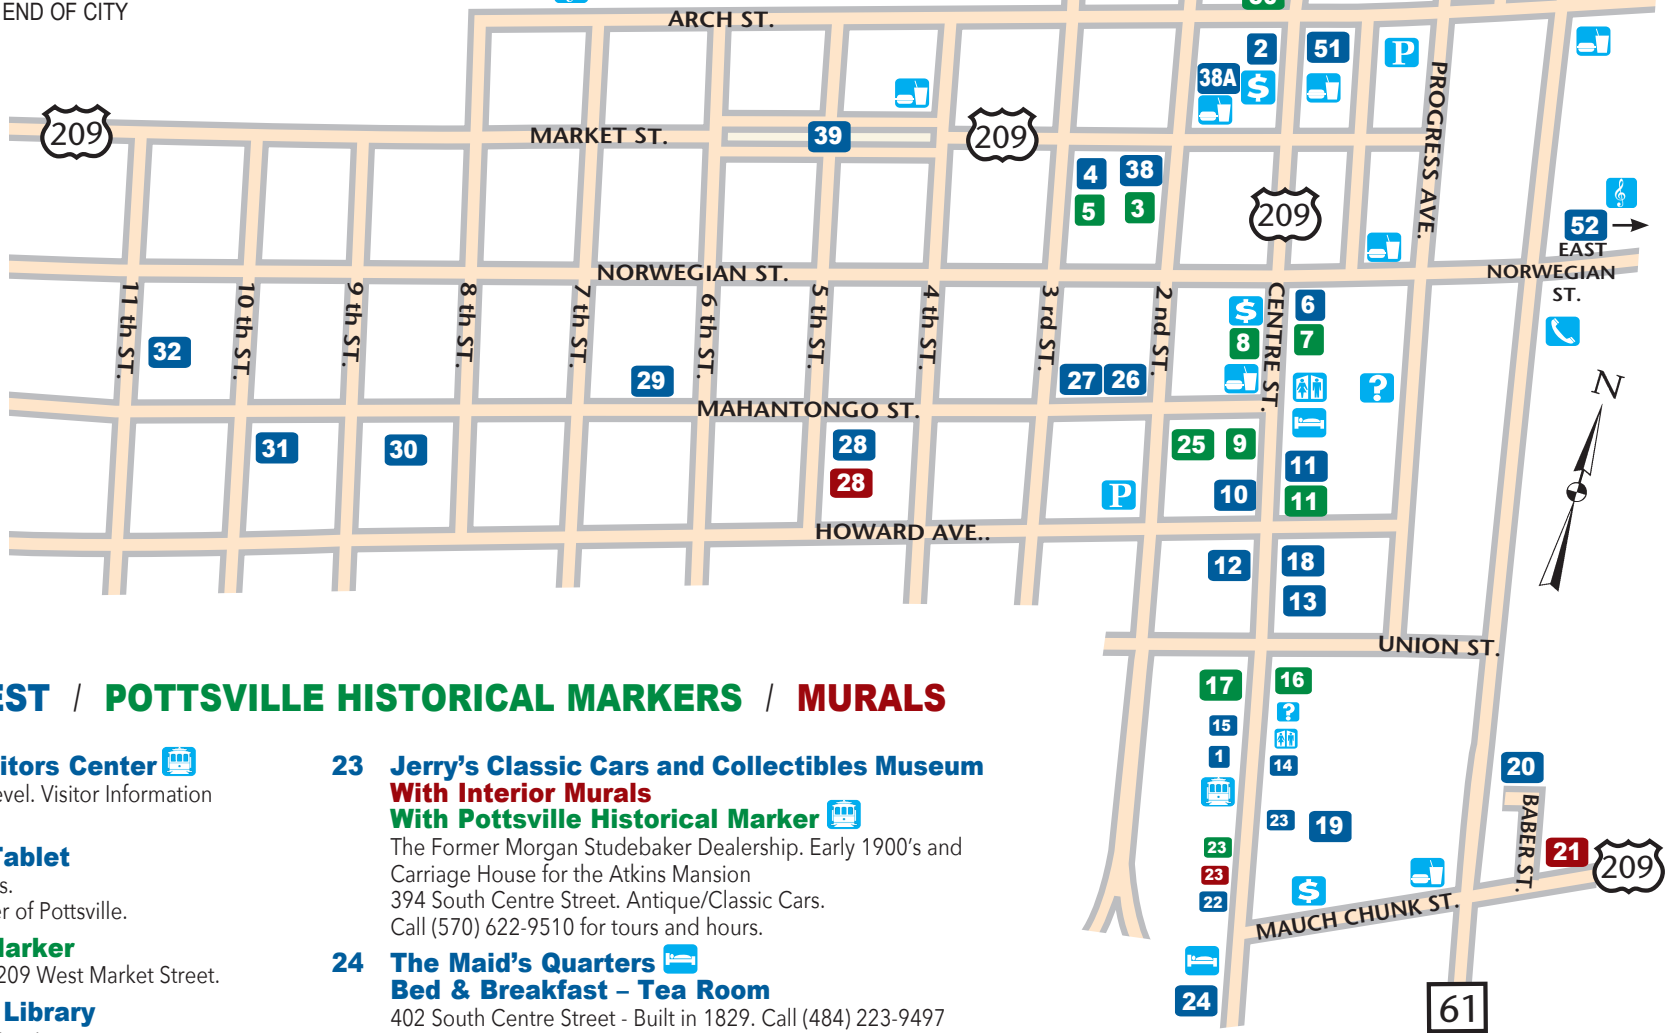 END OF CITY
ARCH ST.
2
51
P
38A
$
PROGRESS AVE.
209
MARKET ST.
39
209
4
38
5
3
209
52
EAST
NORWEGIAN
ST.
NORWEGIAN ST.
11 th ST.
10 th ST.
9 th ST.
8 th ST.
7 th ST.
6 th ST.
5 th ST.
4 th ST.
3 rd ST.
2 nd ST.
CENTRE ST.
$
6
8
7
32
29
27
26
?
N
MAHANTONGO ST.
31
30
28
28
25
9
11
P
10
11
HOWARD AVE..
12
18
13
UNION ST.
17
16
15
?
1
14
20
23
19
BABER ST.
23
21
209
23
$
22
MAUCH CHUNK ST.
24
61
EST / POTTSVILLE HISTORICAL MARKERS / MURALS
itors Center
evel. Visitor Information
Tablet
s.
er of Pottsville.
Marker
209 West Market Street.
Library
23 Jerry's Classic Cars and Collectibles Museum
With Interior Murals
With Pottsville Historical Marker
The Former Morgan Studebaker Dealership. Early 1900's and
Carriage House for the Atkins Mansion
394 South Centre Street. Antique/Classic Cars.
Call (570) 622-9510 for tours and hours.
24 The Maid's Quarters
Bed & Breakfast – Tea Room
402 South Centre Street - Built in 1829. Call (484) 223-9497